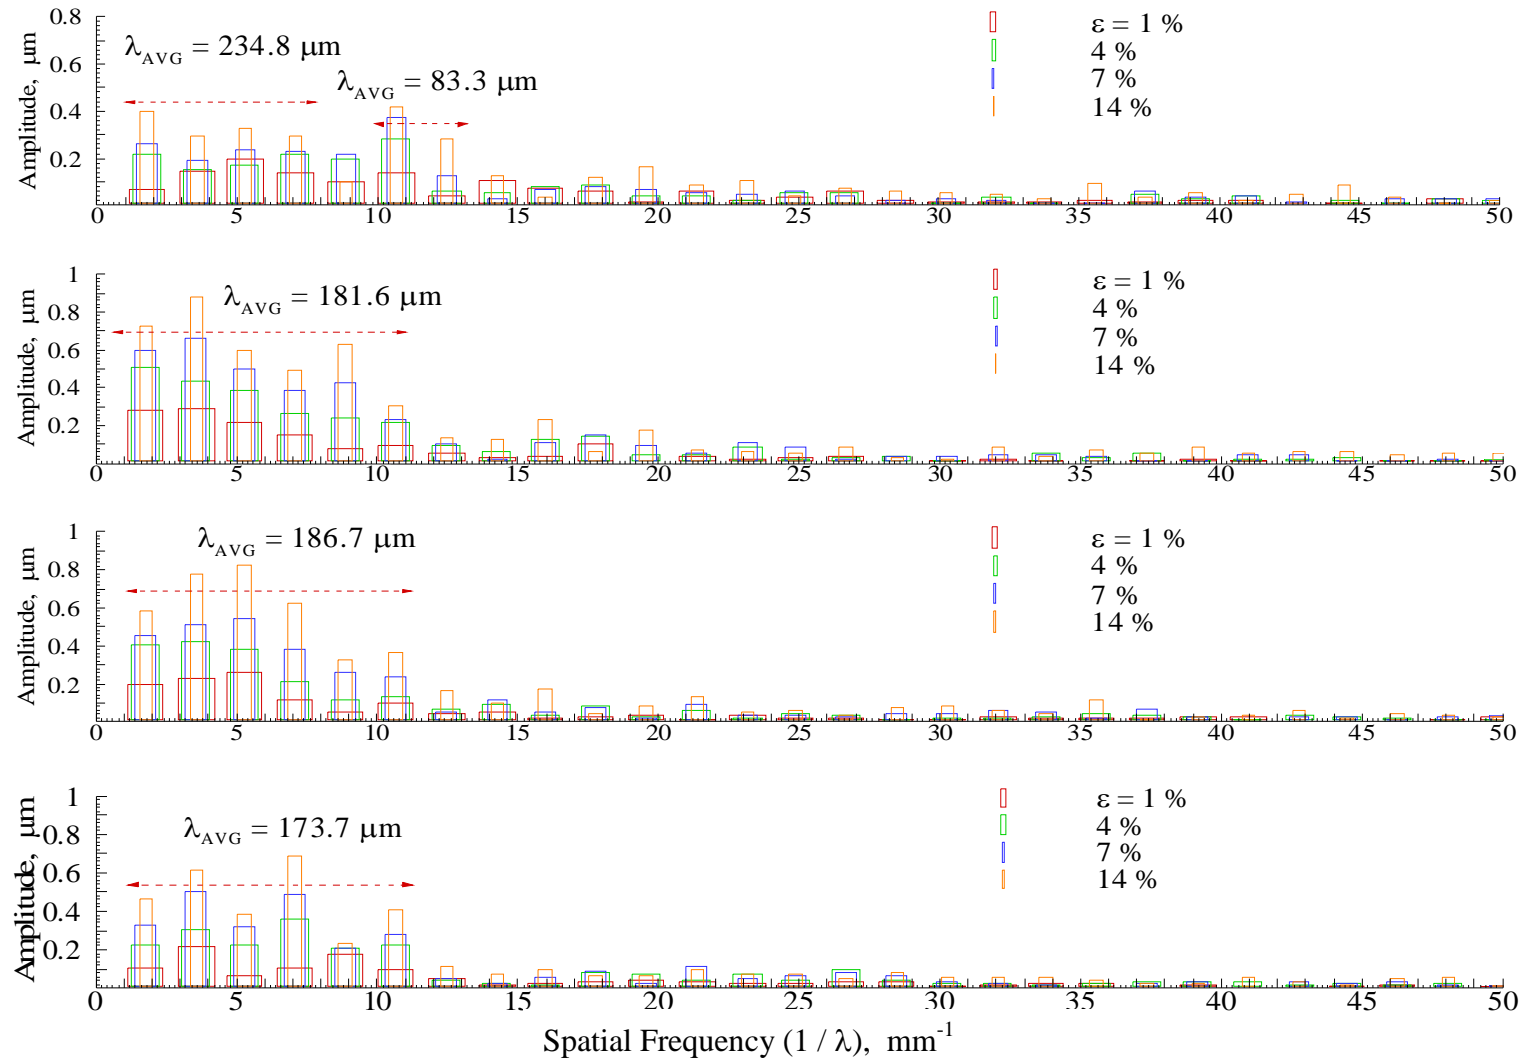 0.8
0.6
0.4
0.2
Amplitude, μm
λAVG = 234.8 μm
λAVG = 83.3 μm
ε = 1 %
4 %
7 %
14 %
0 5 10 15 20 25 30 35 40 45 50
1
0.8
0.6
0.4
0.2
Amplitude, μm
λAVG = 181.6 μm
ε = 1 %
4 %
7 %
14 %
0 5 10 15 20 25 30 35 40 45 50
1
0.8
0.6
0.4
0.2
Amplitude, μm
λAVG = 186.7 μm
ε = 1 %
4 %
7 %
14 %
0 5 10 15 20 25 30 35 40 45 50
1
0.8
0.6
0.4
0.2
Amplitude, μm
λAVG = 173.7 μm
ε = 1 %
4 %
7 %
14 %
0 5 10 15 20 25 30 35 40 45 50
Spatial Frequency (1 / λ), mm⁻¹